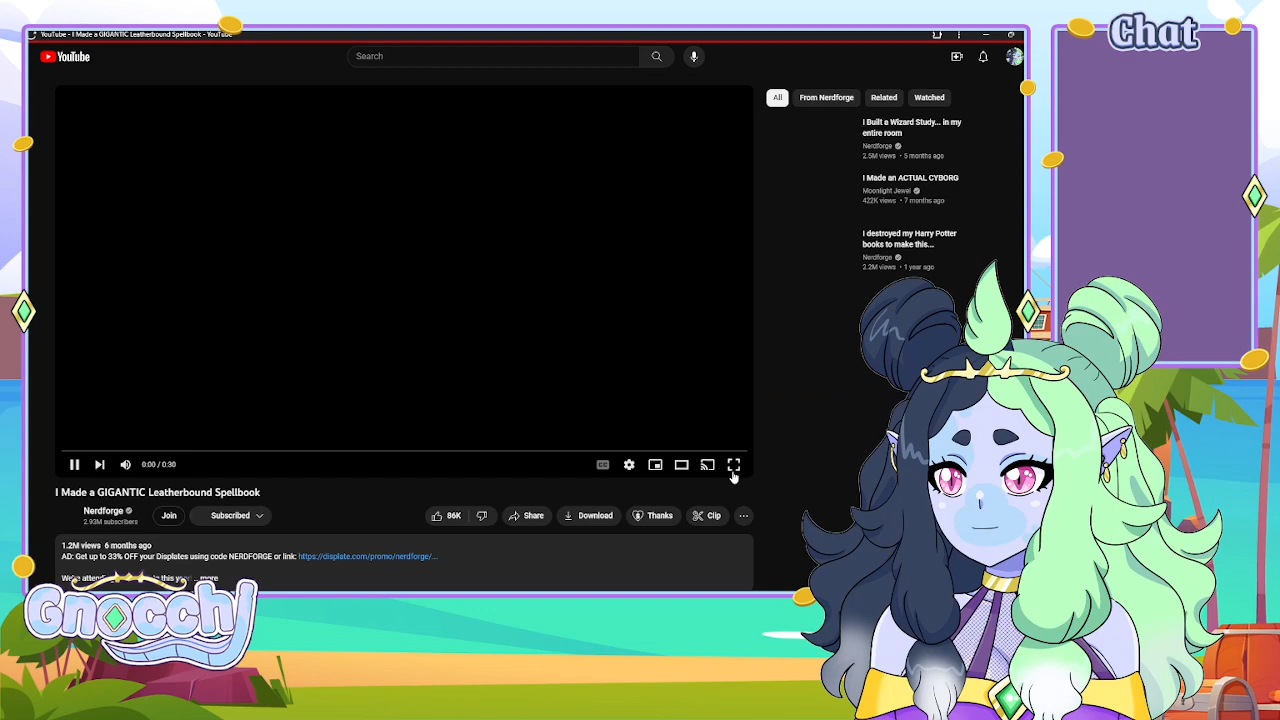 YouTube - I Made a GIGANTIC Leatherbound Spellbook - YouTube
Chat
YouTube
Search
All
From Nerdforge
Related
Watched
I Built a Wizard Study... in my
entire room
Nerdforge
2.5M views • 5 months ago
I Made an ACTUAL CYBORG
Moonlight Jewel
422K views • 7 months ago
I destroyed my Harry Potter
books to make this...
Nerdforge
2.2M views • 1 year ago
0:00 / 0:30
CC
I Made a GIGANTIC Leatherbound Spellbook
Nerdforge
2.93M subscribers
Join
Subscribed
86K
Share
Download
Thanks
Clip
1.2M views 6 months ago
AD: Get up to 33% OFF your Displates using code NERDFORGE or link: https://displate.com/promo/nerdforge/...
this year! ...more
Gnocchi